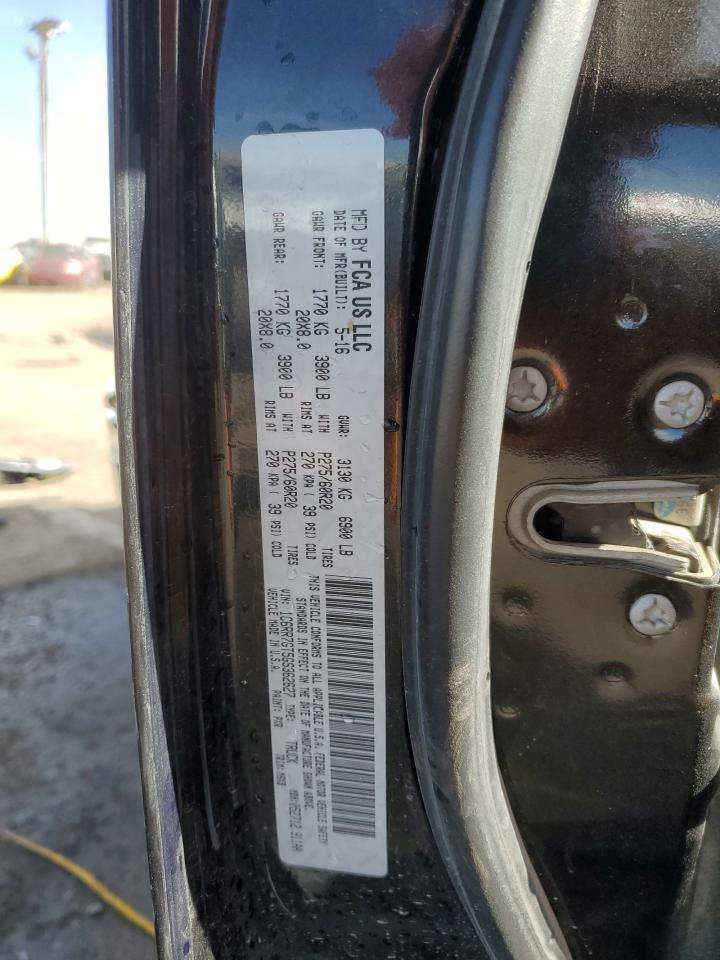 MFD BY FCA US LLC
DATE OF MFR(BUILT): 5-16 GVWR: 3130 KG 6900 LB
GAWR FRONT: 1770 KG 3900 LB WITH P275/60R20 TIRES
20X8.0 RIMS AT 270 KPA ( 39 PSI) COLD
GAWR REAR: 1770 KG 3900 LB WITH P275/60R20 TIRES
20X8.0 RIMS AT 270 KPA ( 39 PSI) COLD
THIS VEHICLE CONFORMS TO ALL APPLICABLE U.S.A. FEDERAL MOTOR VEHICLE SAFETY
STANDARDS IN EFFECT ON THE DATE OF MANUFACTURE SHOWN ABOVE.
VIN: 1C6RR7GT5GS362627 TYPE: TRUCK
VEHICLE MADE IN U.S.A. PAINT: PXR TRIM: